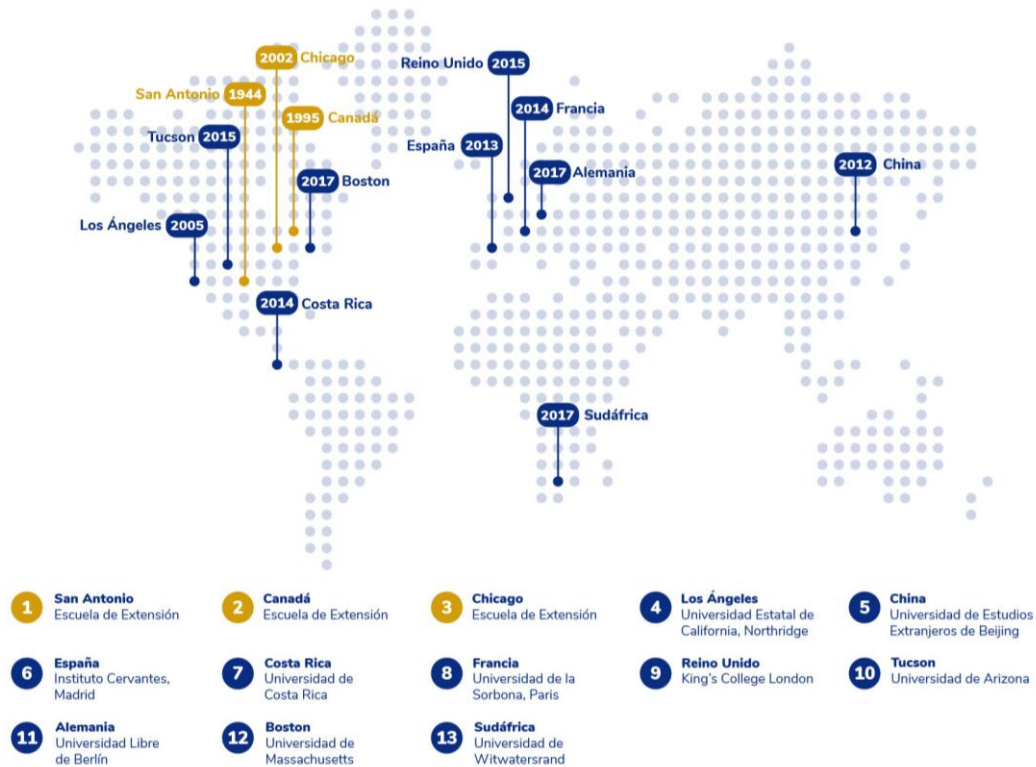 2002 Chicago
Reino Unido 2015
San Antonio 1944
2014 Francia
1995 Canadá
Tucson 2015
España 2013
2012 China
2017 Alemania
2017 Boston
Los Ángeles 2005
2014 Costa Rica
2017 Sudáfrica
1 San Antonio
Escuela de Extensión
2 Canadá
Escuela de Extensión
3 Chicago
Escuela de Extensión
4 Los Ángeles
Universidad Estatal de
California, Northridge
5 China
Universidad de Estudios
Extranjeros de Beijing
6 España
Instituto Cervantes,
Madrid
7 Costa Rica
Universidad de
Costa Rica
8 Francia
Universidad de la
Sorbona, Paris
9 Reino Unido
King's College London
10 Tucson
Universidad de Arizona
11 Alemania
Universidad Libre
de Berlín
12 Boston
Universidad de
Massachusetts
13 Sudáfrica
Universidad de
Witwatersrand